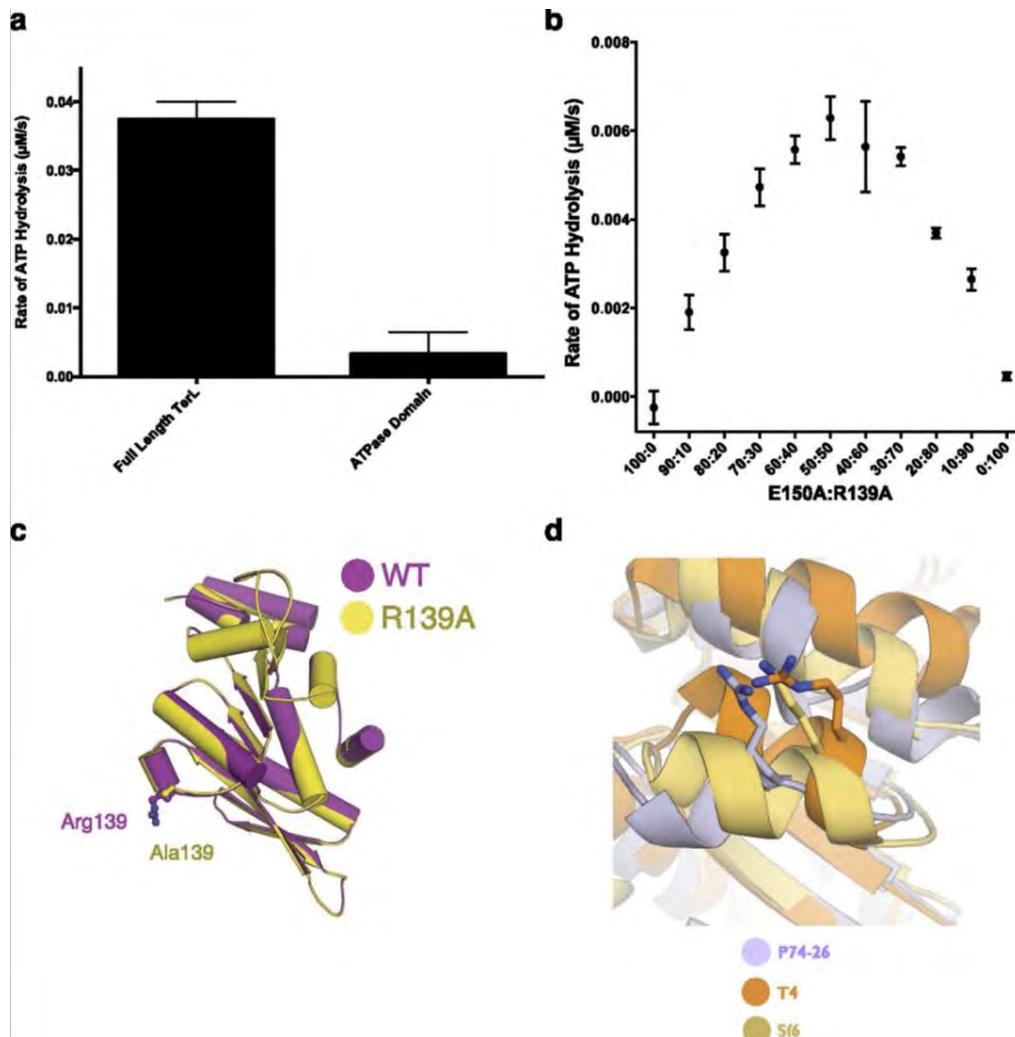 a
Rate of ATP Hydrolysis (µM/s)
0.04
0.03
0.02
0.01
0.00
Full Length TerL
ATPase Domain
b
Rate of ATP Hydrolysis (µM/s)
0.008
0.006
0.004
0.002
0.000
100:0
90:10
80:20
70:30
60:40
50:50
40:60
30:70
20:80
10:90
0:100
E150A:R139A
c
WT
R139A
Arg139
Ala139
d
P74-26
T4
Sf6